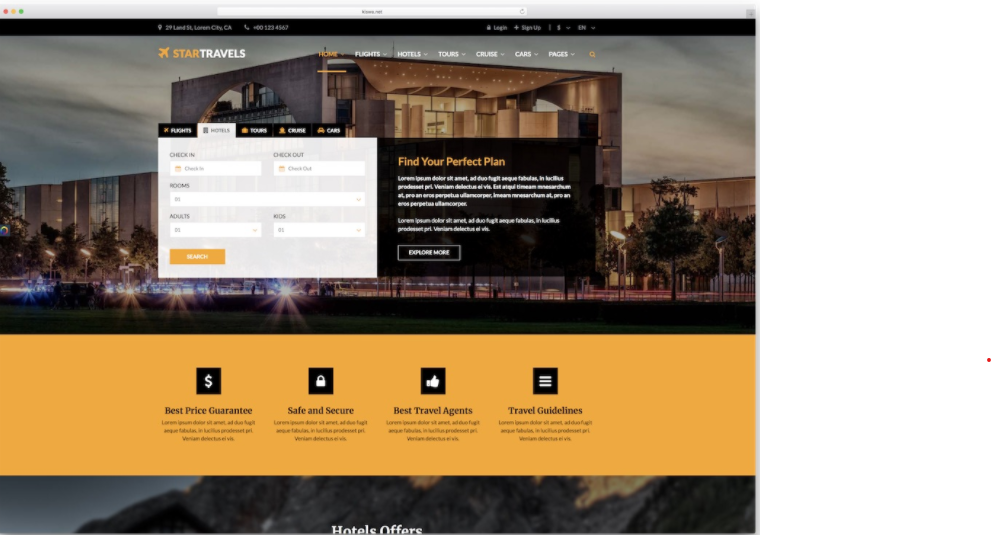 29 Land St, Lorem City, CA
+00 123 4567
Login
Sign Up
$
EN
STARTRAVELS
HOME
FLIGHTS
HOTELS
TOURS
CRUISE
CARS
PAGES
FLIGHTS
HOTELS
TOURS
CRUISE
CARS
CHECK IN
CHECK OUT
Check In
Check Out
ROOMS
01
ADULTS
KIDS
01
01
SEARCH
Find Your Perfect Plan
Lorem ipsum dolor sit amet, ad duo fugit aeque fabulas, in lucilius
prodesset pri. Veniam delectus ei vis. Est atqui timeam mnesarchum
at, pro an eros perpetua ullamcorper, imeam mnesarchum at, pro an
eros perpetua ullamcorper.
Lorem ipsum dolor sit amet, ad duo fugit aeque fabulas, in lucilius
prodesset pri. Veniam delectus ei vis.
EXPLORE MORE
Best Price Guarantee
Lorem ipsum dolor sit amet, ad duo fugit
aeque fabulas, in lucilius prodesset pri.
Veniam delectus ei vis.
Safe and Secure
Lorem ipsum dolor sit amet, ad duo fugit
aeque fabulas, in lucilius prodesset pri.
Veniam delectus ei vis.
Best Travel Agents
Lorem ipsum dolor sit amet, ad duo fugit
aeque fabulas, in lucilius prodesset pri.
Veniam delectus ei vis.
Travel Guidelines
Lorem ipsum dolor sit amet, ad duo fugit
aeque fabulas, in lucilius prodesset pri.
Veniam delectus ei vis.
Hotels Offers